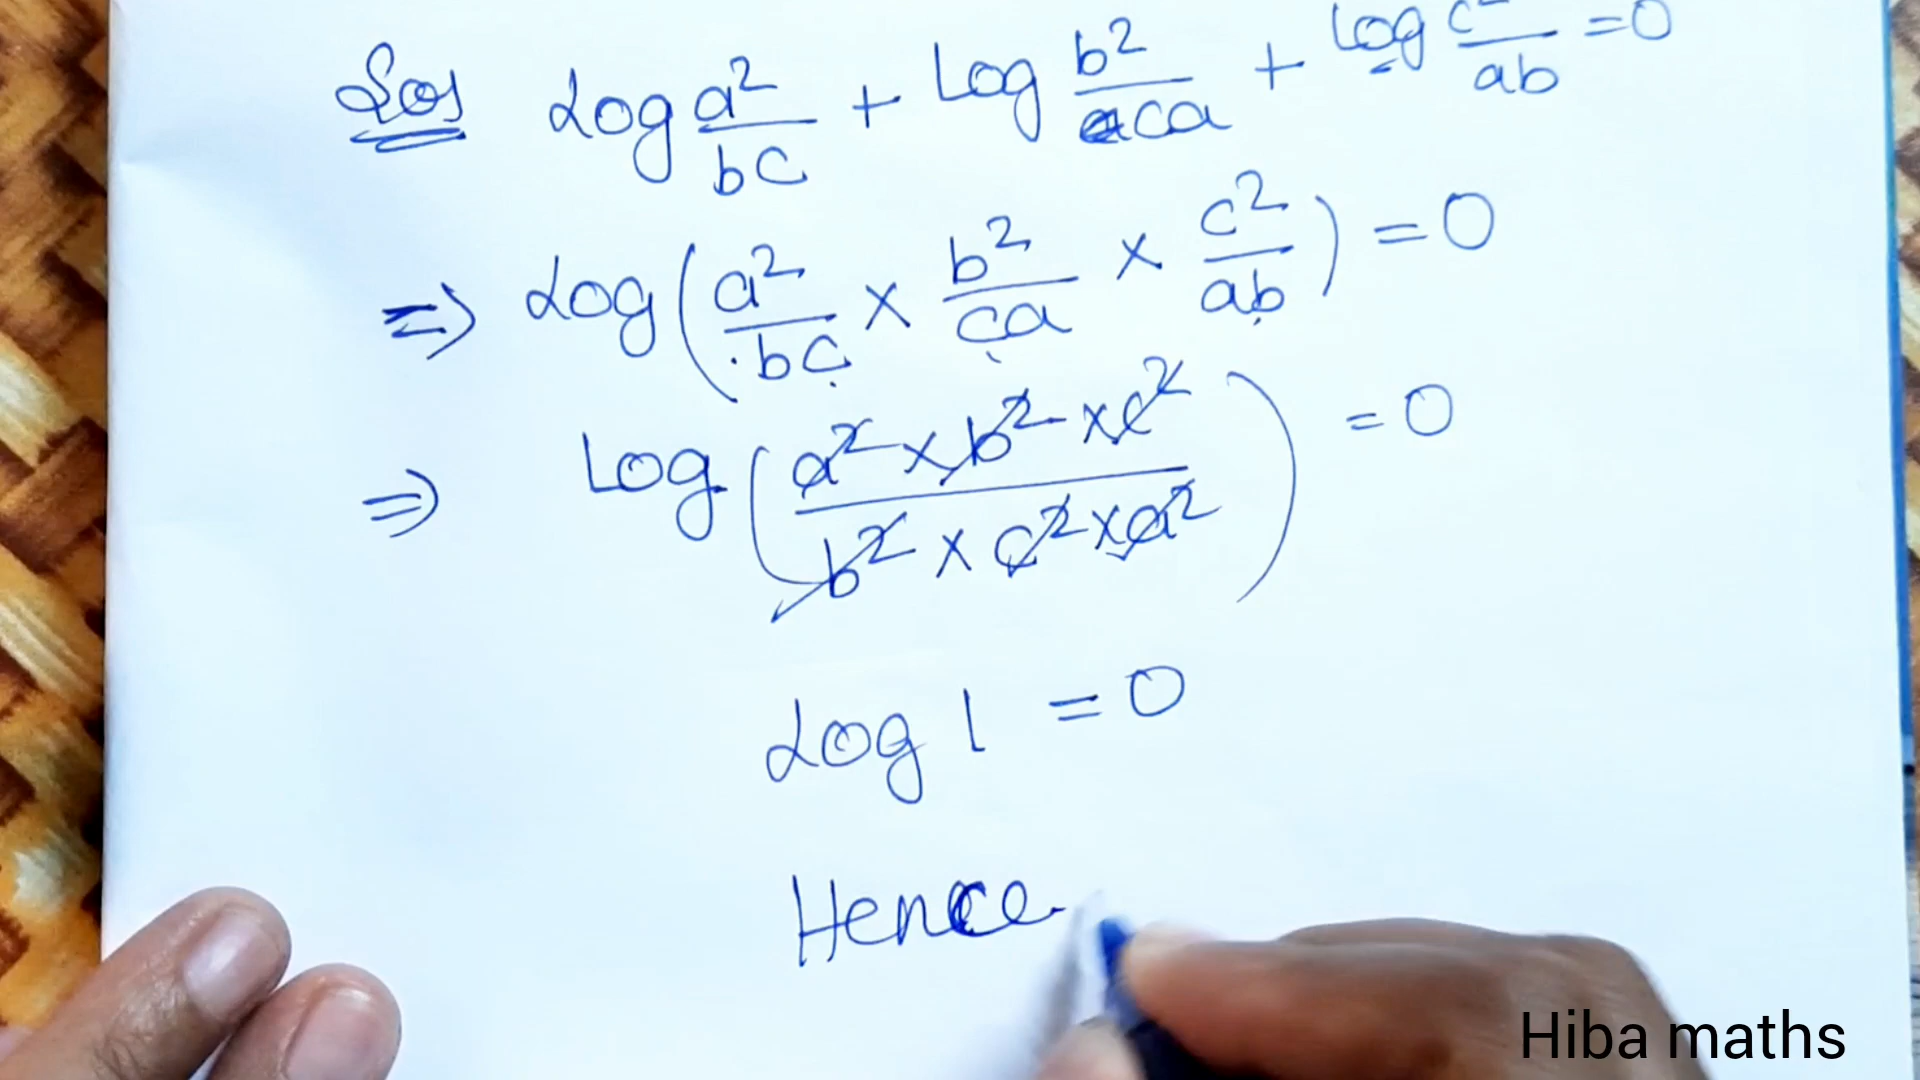 Sol Log a²/bc + Log b²/ca + log c²/ab = 0
⇒ Log (a²/bc × b²/ca × c²/ab) = 0
⇒ Log (a² × b² × c² / b² × c² × a²) = 0
Log 1 = 0
Hence
Hiba maths